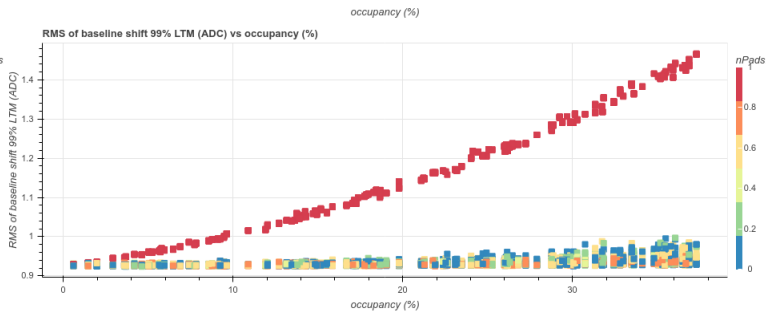 occupancy (%)
RMS of baseline shift 99% LTM (ADC) vs occupancy (%)
s
nPads
RMS of baseline shift 99% LTM (ADC)
1.4
1.3
1.2
1.1
1
0.9
0
10
20
30
occupancy (%)
1
0.8
0.6
0.4
0.2
0